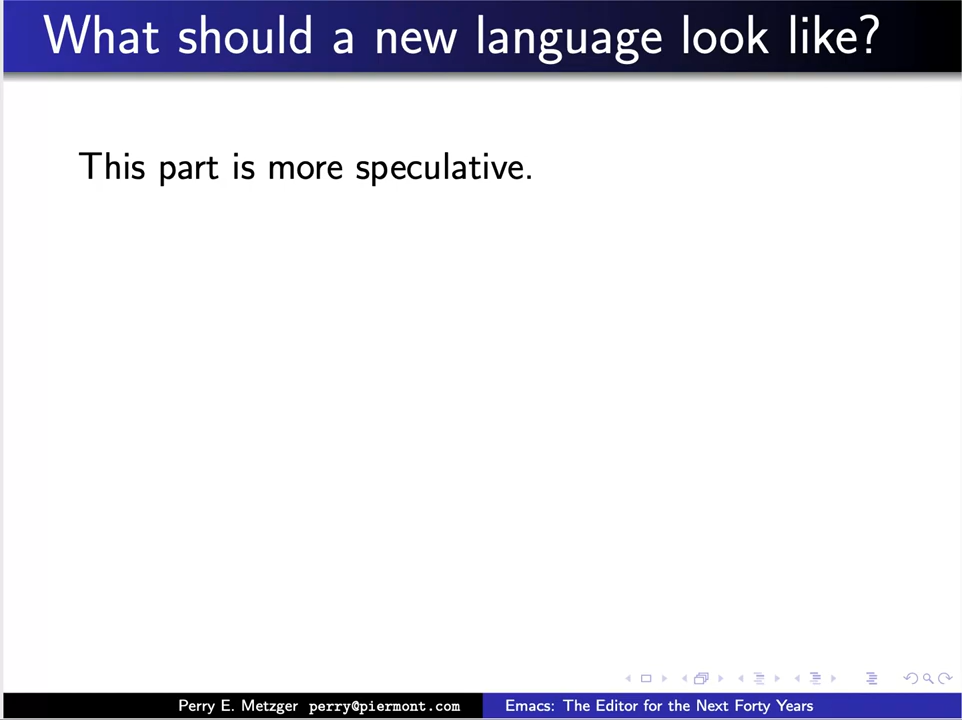 What should a new language look like?
This part is more speculative.
Perry E. Metzger perry@piermont.com Emacs: The Editor for the Next Forty Years